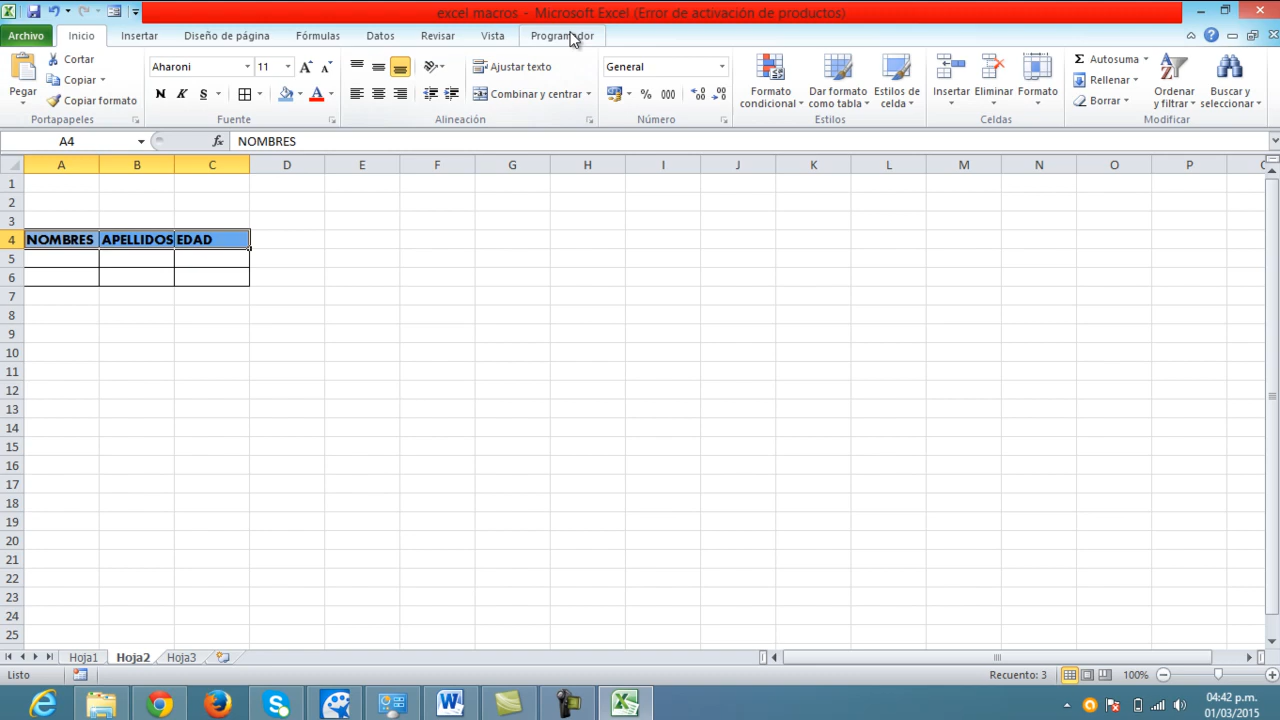 excel macros - Microsoft Excel (Error de activación de productos)
Archivo Inicio Insertar Diseño de página Fórmulas Datos Revisar Vista Programador
Pegar
Cortar
Copiar
Copiar formato
Portapapeles
Aharoni 11
N K S
Fuente
Ajustar texto
Combinar y centrar
Alineación
General
% 000
Número
Formato condicional
Dar formato como tabla
Estilos de celda
Estilos
Insertar
Eliminar
Formato
Celdas
Autosuma
Rellenar
Borrar
Ordenar y filtrar
Buscar y seleccionar
Modificar
A4 fx NOMBRES
A B C D E F G H I J K L M N O P
1
2
3
4 NOMBRES APELLIDOS EDAD
5
6
7
8
9
10
11
12
13
14
15
16
17
18
19
20
21
22
23
24
25
Hoja1 Hoja2 Hoja3
Listo Recuento: 3 100%
04:42 p.m.
01/03/2015